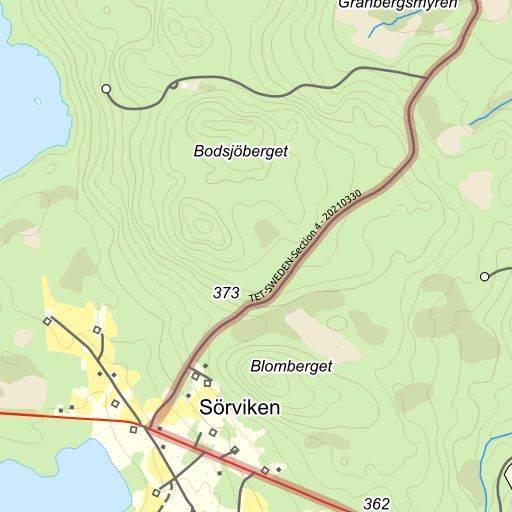 Granbergsmyren
Bodsjöberget
TET-SWEDEN-Section 4 - 20210330
373
Blomberget
Sörviken
362